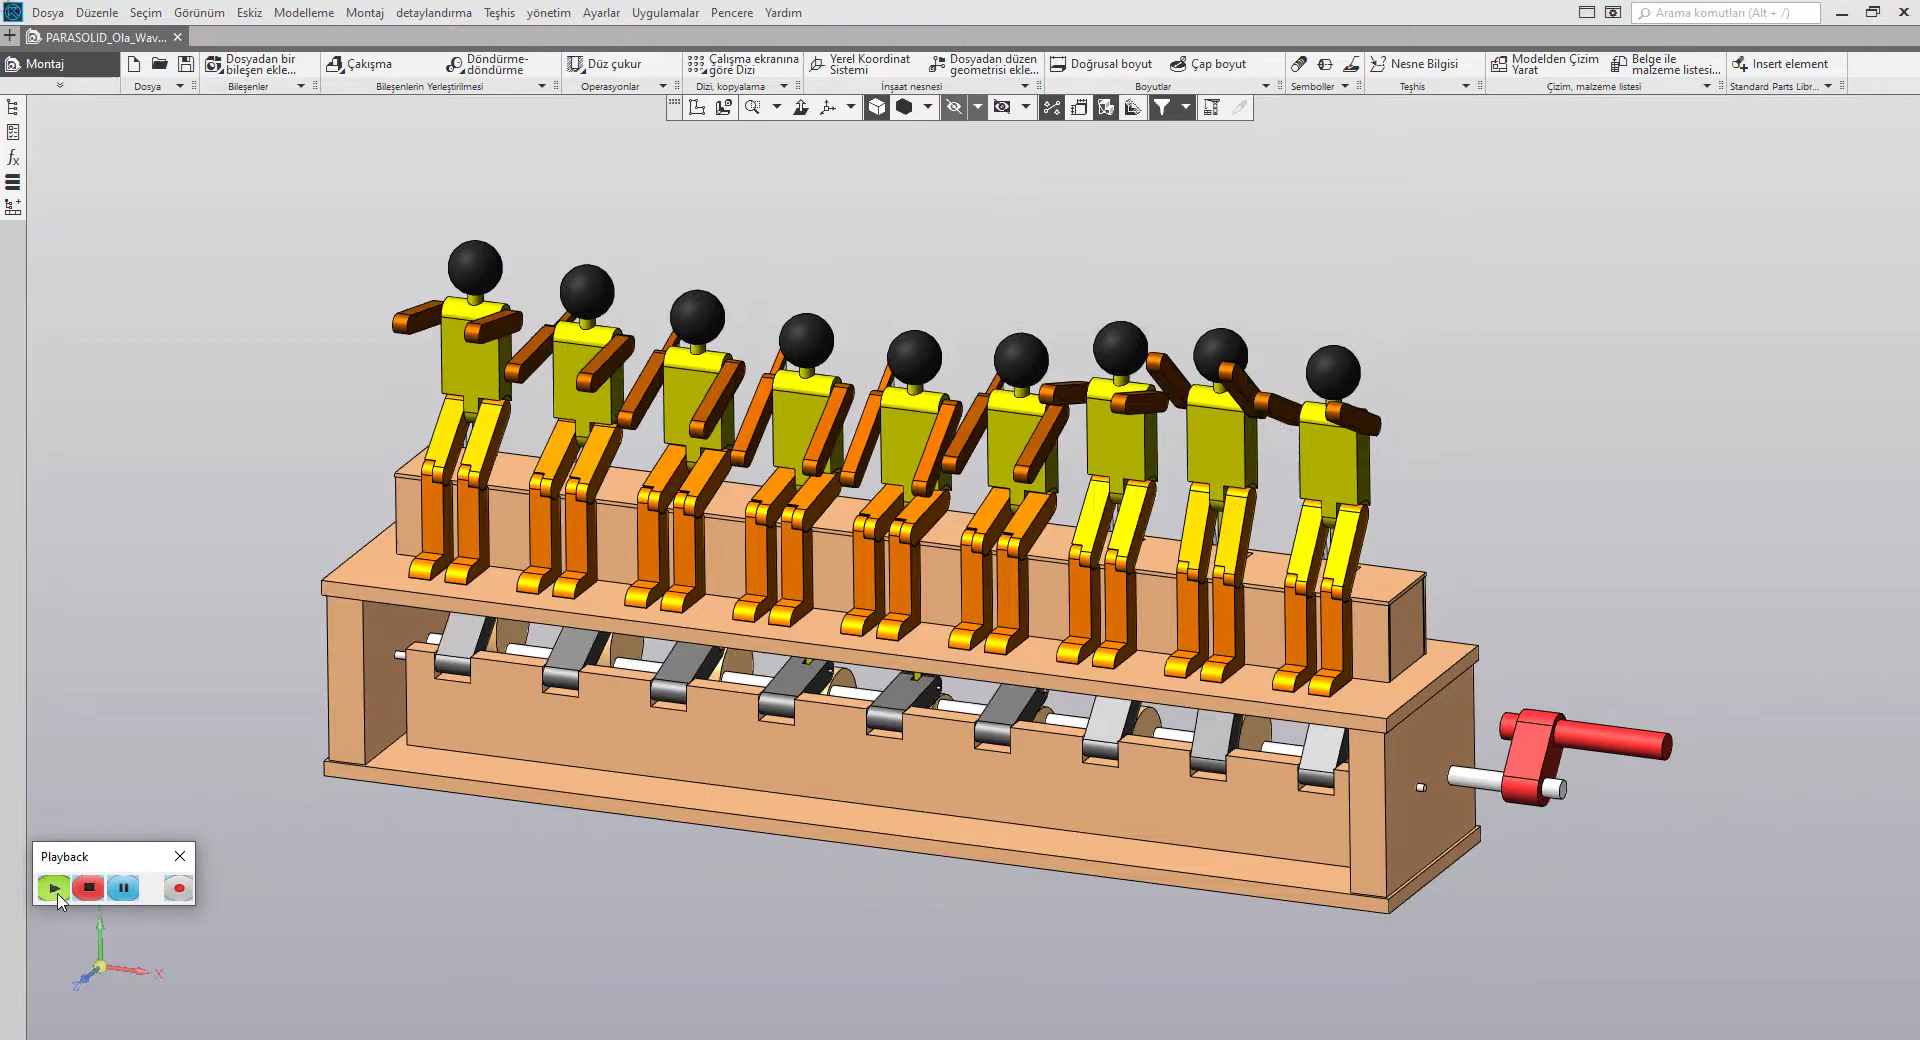 Dosya Düzenle Seçim Görünüm Eskiz Modelleme Montaj detaylandırma Teşhis yönetim Ayarlar Uygulamalar Pencere Yardım
Arama komutları (Alt + /)
PARASOLID_Ola_Wav...
Montaj
Dosyadan bir bileşen ekle...
Çakışma
Döndürme-döndürme
Düz çukur
Çalışma ekranına göre Dizi
Yerel Koordinat Sistemi
Dosyadan düzen geometrisi ekle...
Doğrusal boyut
Çap boyut
Nesne Bilgisi
Modelden Çizim Yarat
Belge ile malzeme listesi...
Insert element
Dosya
Bileşenler
Bileşenlerin Yerleştirilmesi
Operasyonlar
Dizi, kopyalama
İnşaat nesnesi
Boyutlar
Semboller
Teşhis
Çizim, malzeme listesi
Standard Parts Libr...
fx
Playback
X
Z